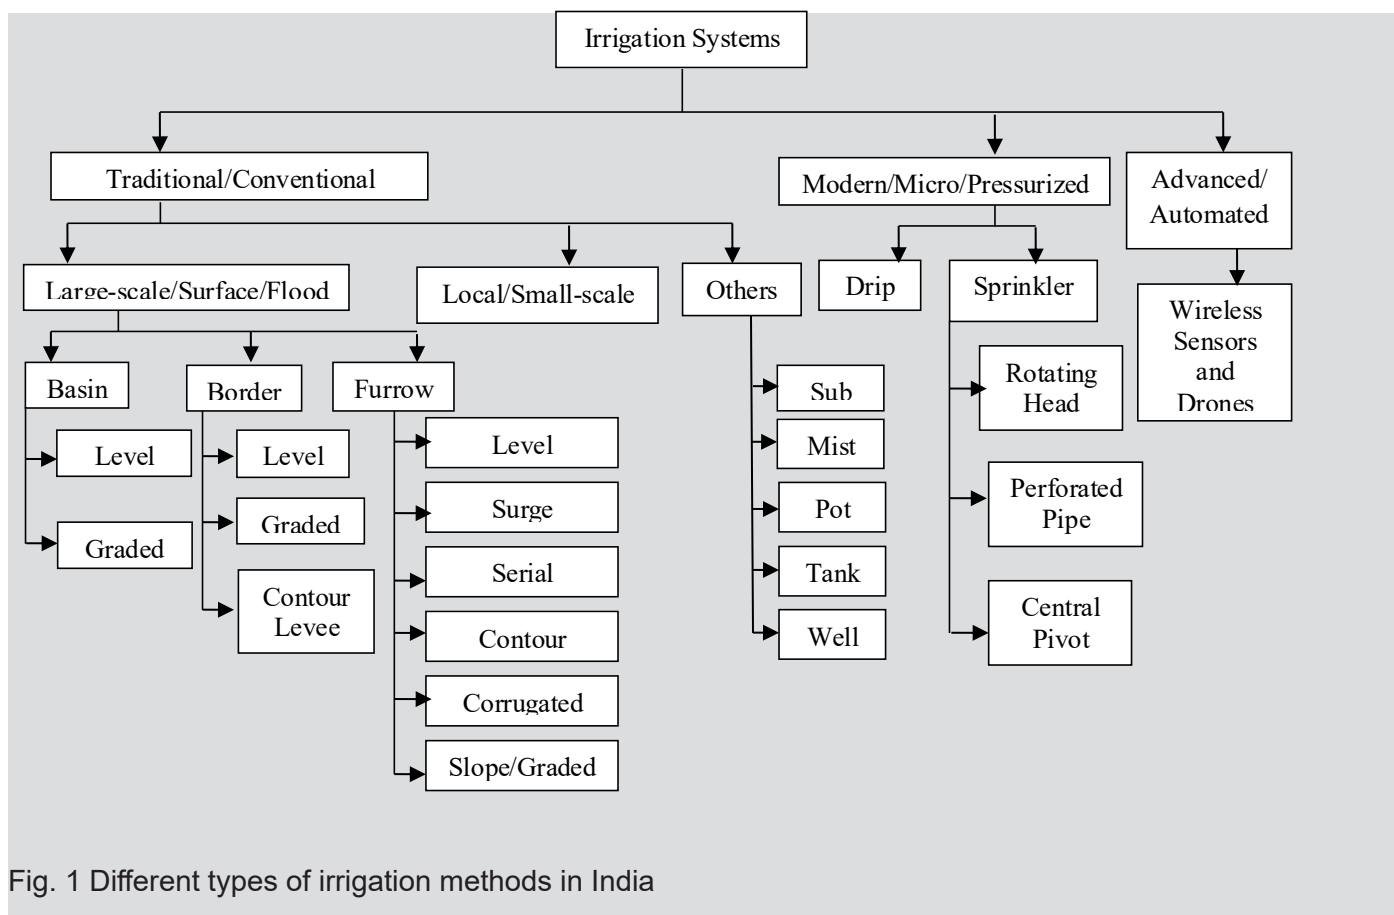 Irrigation Systems
Traditional/Conventional
Modern/Micro/Pressurized
Advanced/
Automated
Large-scale/Surface/Flood
Local/Small-scale
Others
Drip
Sprinkler
Wireless
Sensors
and
Drones
Basin
Border
Furrow
Level
Graded
Level
Graded
Contour
Levee
Level
Surge
Serial
Contour
Corrugated
Slope/Graded
Sub
Mist
Pot
Tank
Well
Rotating
Head
Perforated
Pipe
Central
Pivot
Fig. 1 Different types of irrigation methods in India